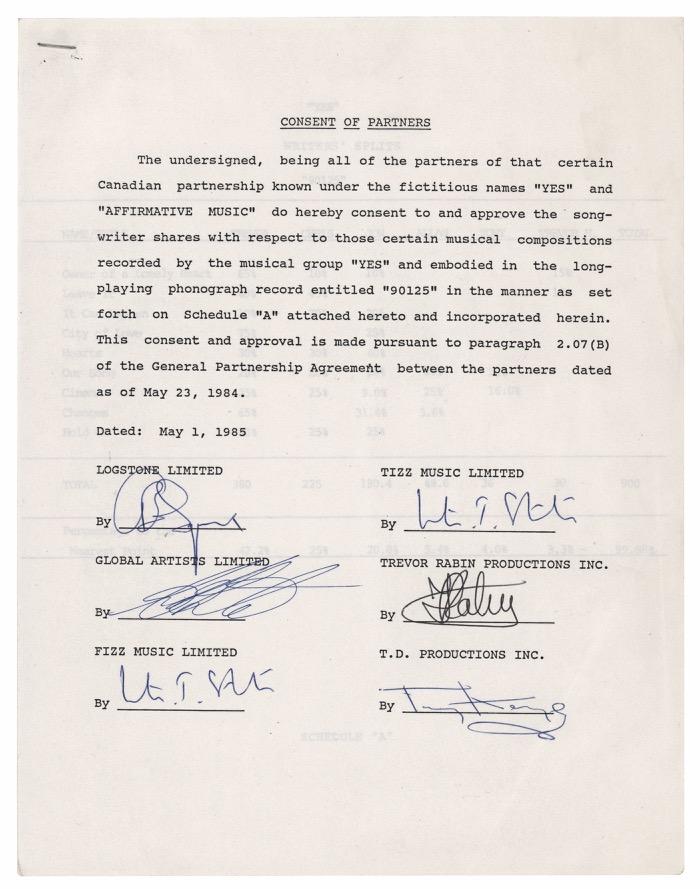 CONSENT OF PARTNERS
The undersigned, being all of the partners of that certain
Canadian partnership known under the fictitious names "YES" and
"AFFIRMATIVE MUSIC" do hereby consent to and approve the song-
writer shares with respect to those certain musical compositions
recorded by the musical group "YES" and embodied in the long-
playing phonograph record entitled "90125" in the manner as set
forth on Schedule "A" attached hereto and incorporated herein.
This consent and approval is made pursuant to paragraph 2.07(B)
of the General Partnership Agreement between the partners dated
as of May 23, 1984.
Dated: May 1, 1985
LOGSTONE LIMITED
By
TIZZ MUSIC LIMITED
By
GLOBAL ARTISTS LIMITED
By
TREVOR RABIN PRODUCTIONS INC.
By
FIZZ MUSIC LIMITED
By
T.D. PRODUCTIONS INC.
By
SCHEDULE "A"